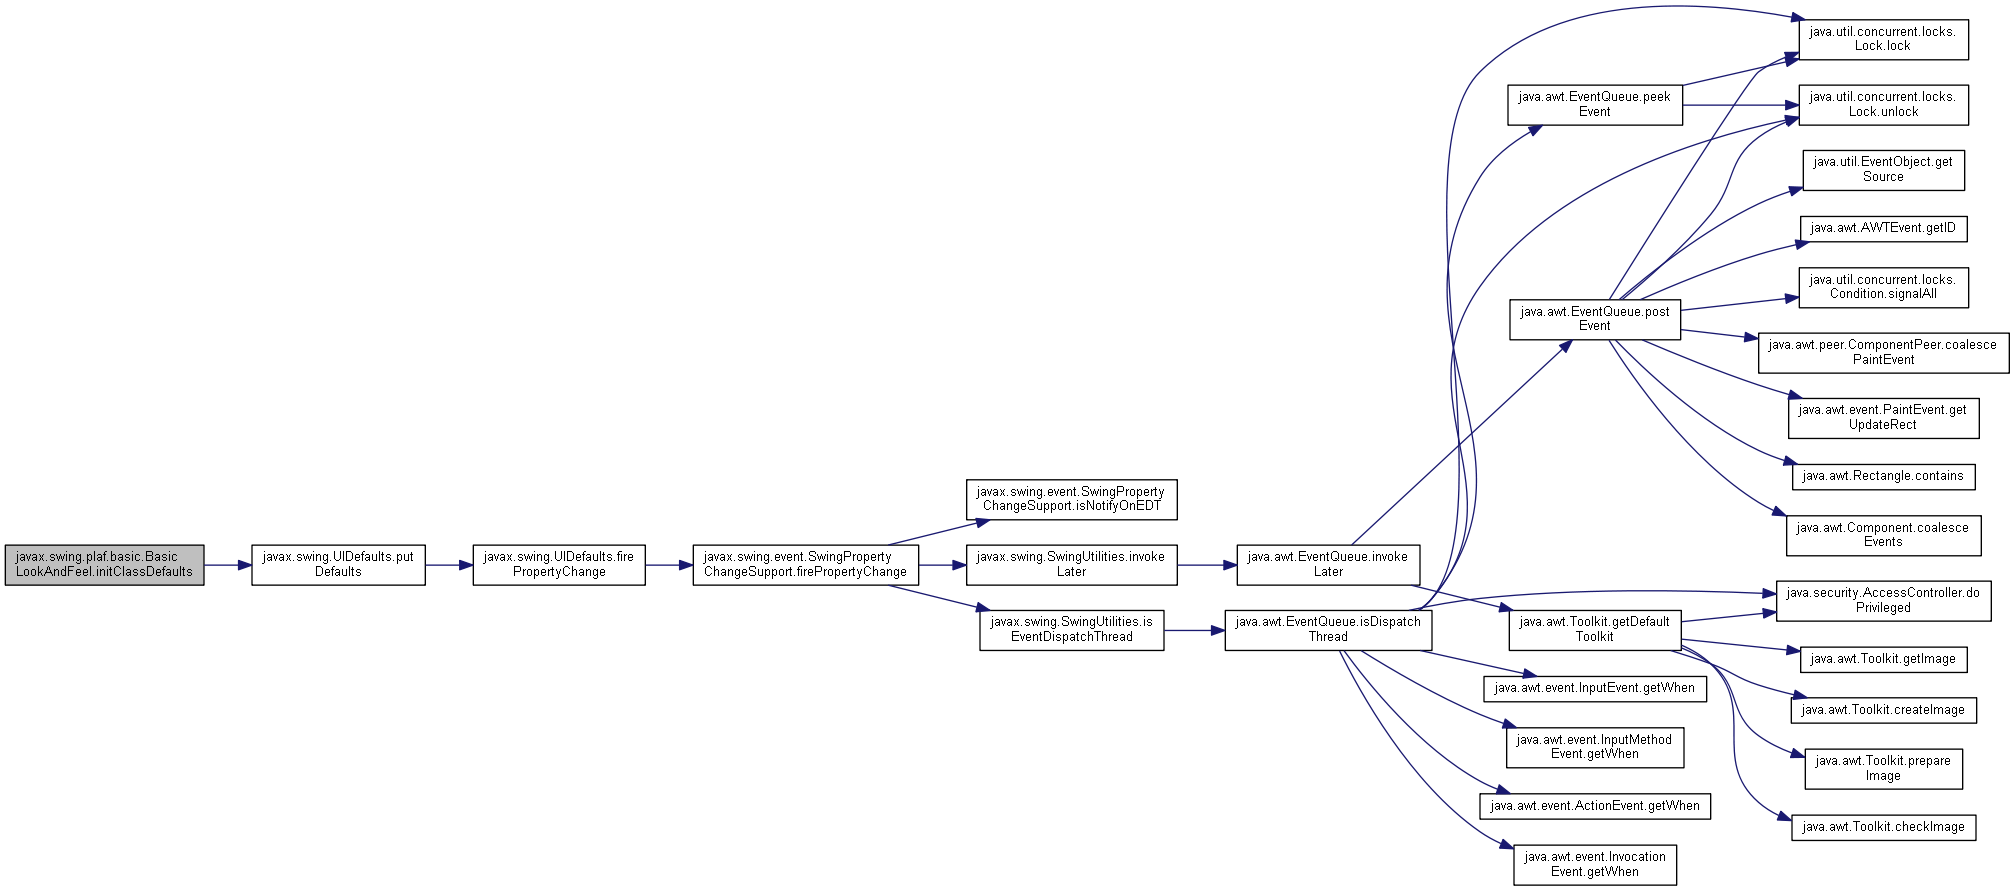 javax.swing.plaf.basic.Basic
LookAndFeel.initClassDefaults
javax.swing.UIDefaults.put
Defaults
javax.swing.UIDefaults.fire
PropertyChange
javax.swing.event.SwingProperty
ChangeSupport.firePropertyChange
javax.swing.event.SwingProperty
ChangeSupport.isNotifyOnEDT
javax.swing.SwingUtilities.invoke
Later
javax.swing.SwingUtilities.is
EventDispatchThread
java.awt.EventQueue.invoke
Later
java.awt.EventQueue.isDispatch
Thread
java.awt.EventQueue.peek
Event
java.awt.EventQueue.post
Event
java.awt.Toolkit.getDefault
Toolkit
java.awt.event.InputEvent.getWhen
java.awt.event.InputMethod
Event.getWhen
java.awt.event.ActionEvent.getWhen
java.awt.event.Invocation
Event.getWhen
java.util.concurrent.locks.
Lock.lock
java.util.concurrent.locks.
Lock.unlock
java.util.EventObject.get
Source
java.awt.AWTEvent.getID
java.util.concurrent.locks.
Condition.signalAll
java.awt.peer.ComponentPeer.coalesce
PaintEvent
java.awt.event.PaintEvent.get
UpdateRect
java.awt.Rectangle.contains
java.awt.Component.coalesce
Events
java.security.AccessController.do
Privileged
java.awt.Toolkit.getImage
java.awt.Toolkit.createImage
java.awt.Toolkit.prepare
Image
java.awt.Toolkit.checkImage